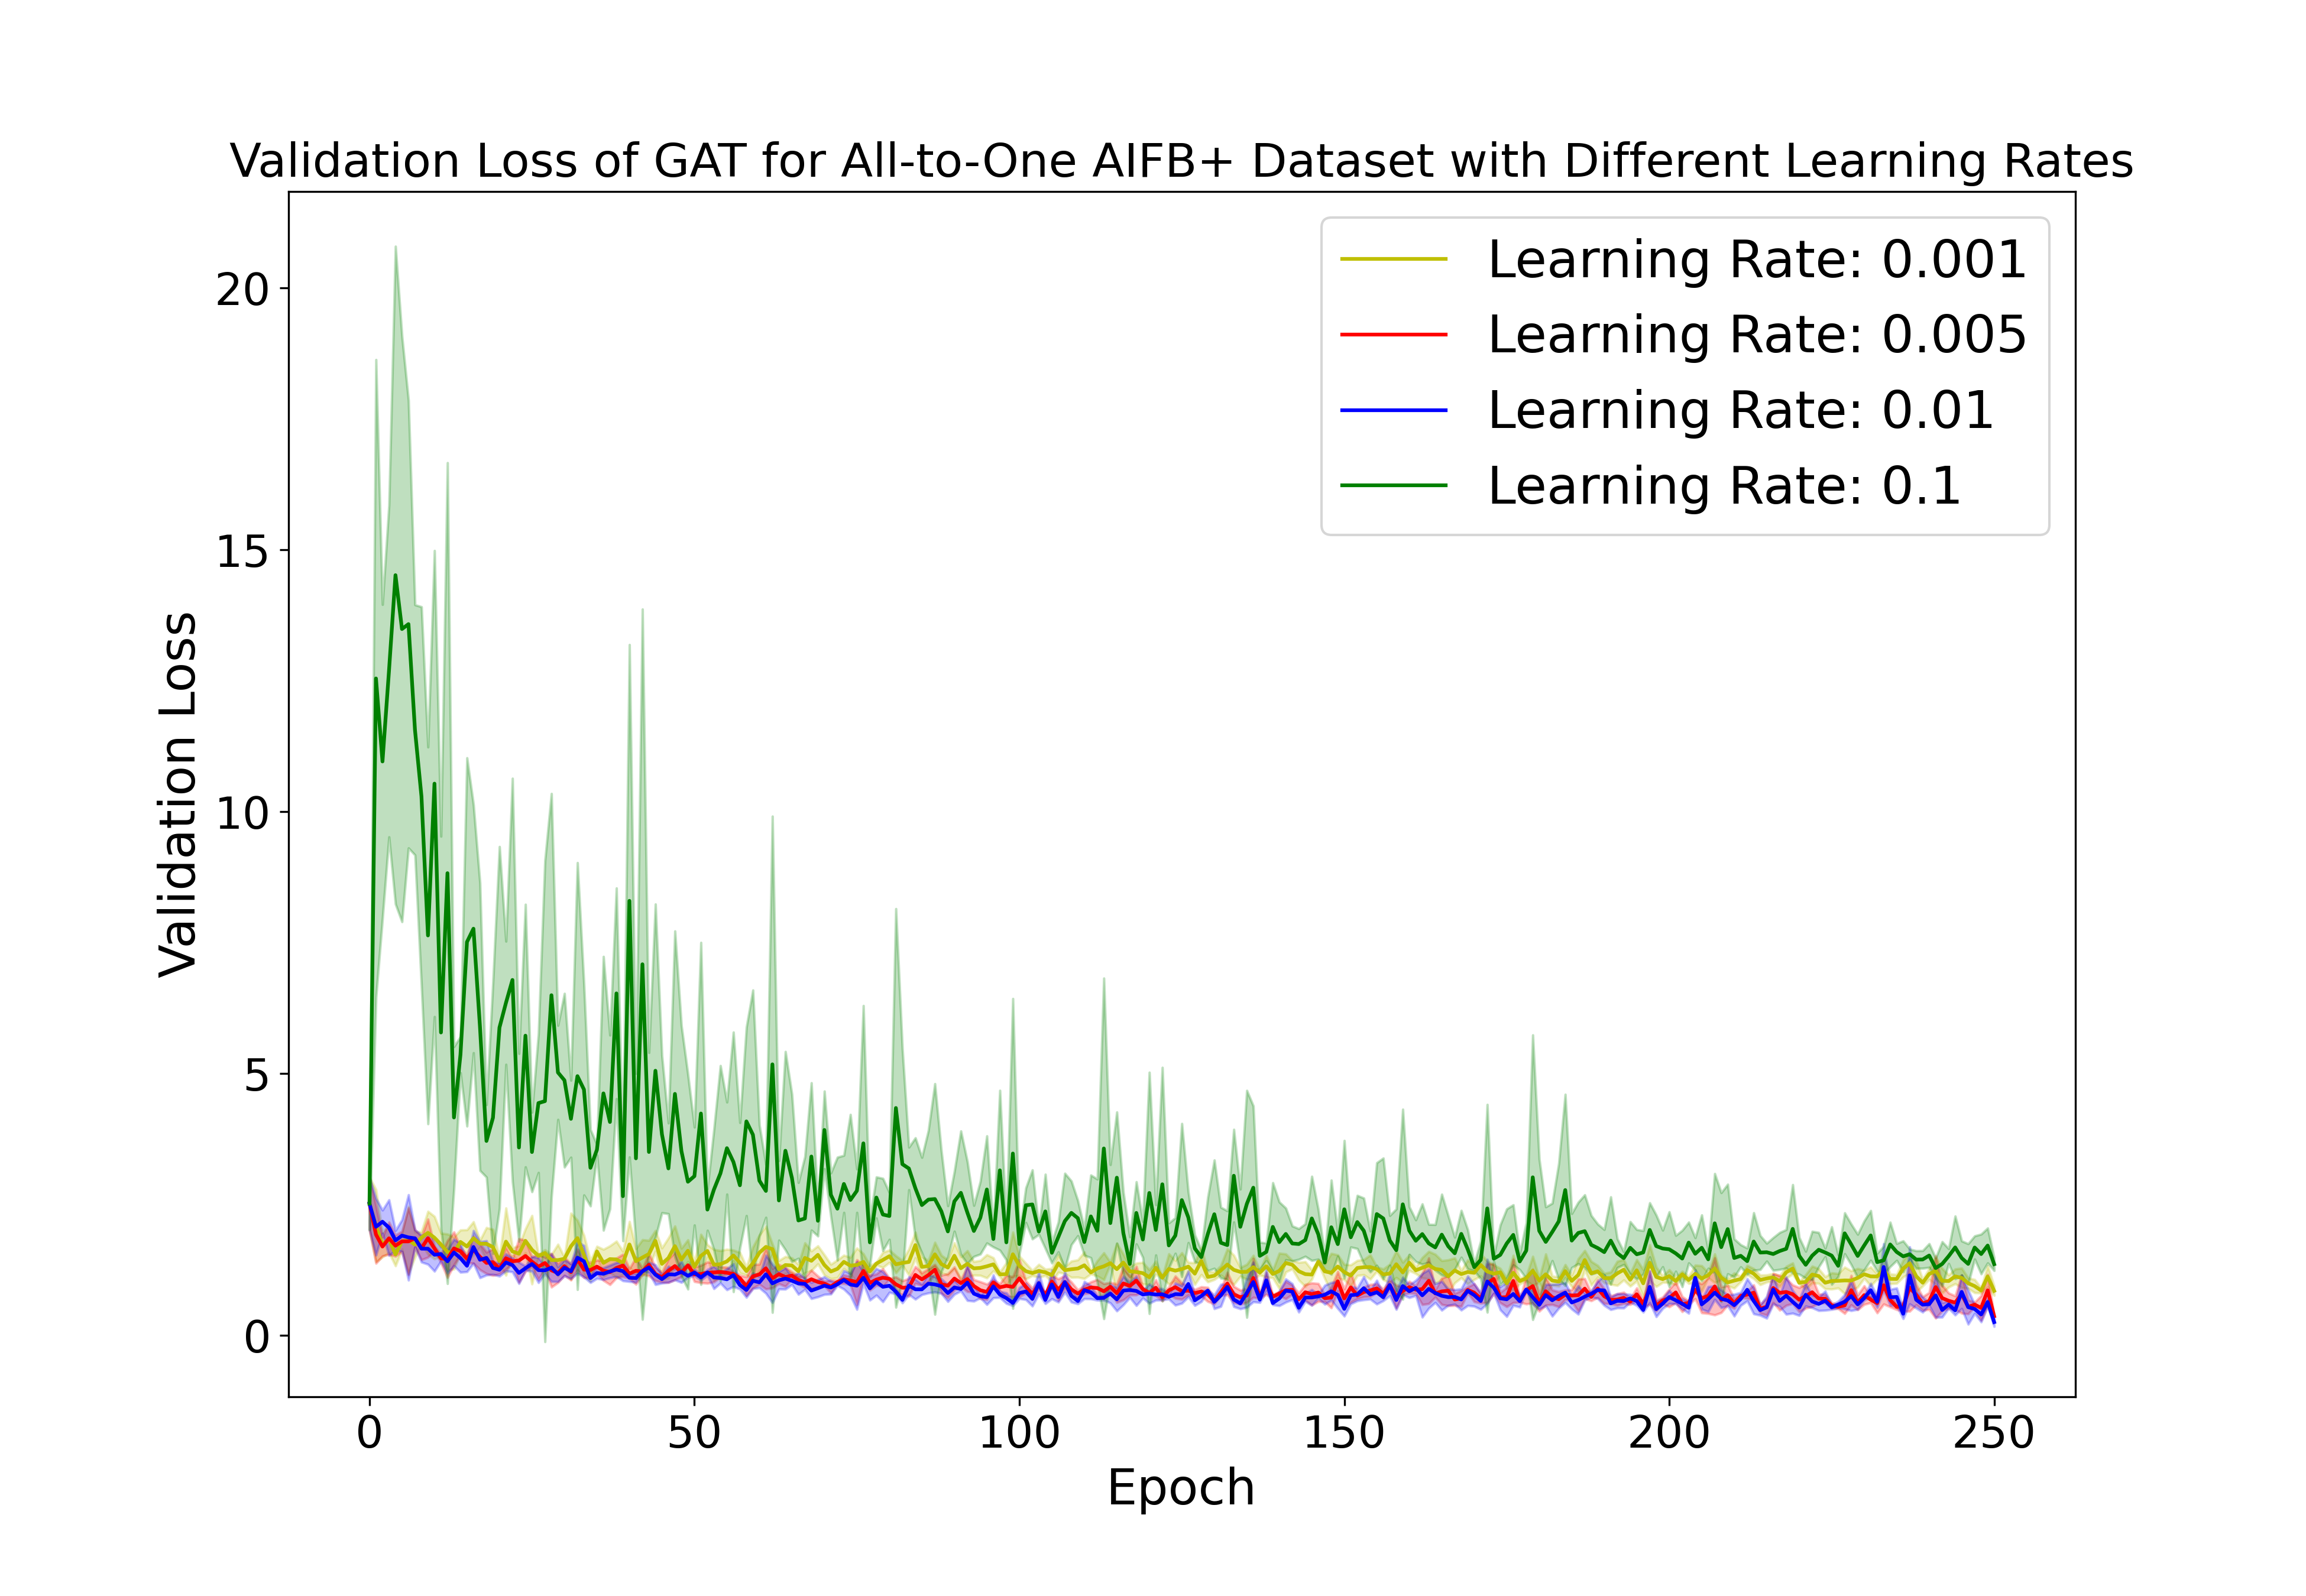 Validation Loss of GAT for All-to-One AIFB+ Dataset with Different Learning Rates
Learning Rate: 0.001
Learning Rate: 0.005
Learning Rate: 0.01
Learning Rate: 0.1
Validation Loss
20
15
10
5
0
0 50 100 150 200 250
Epoch